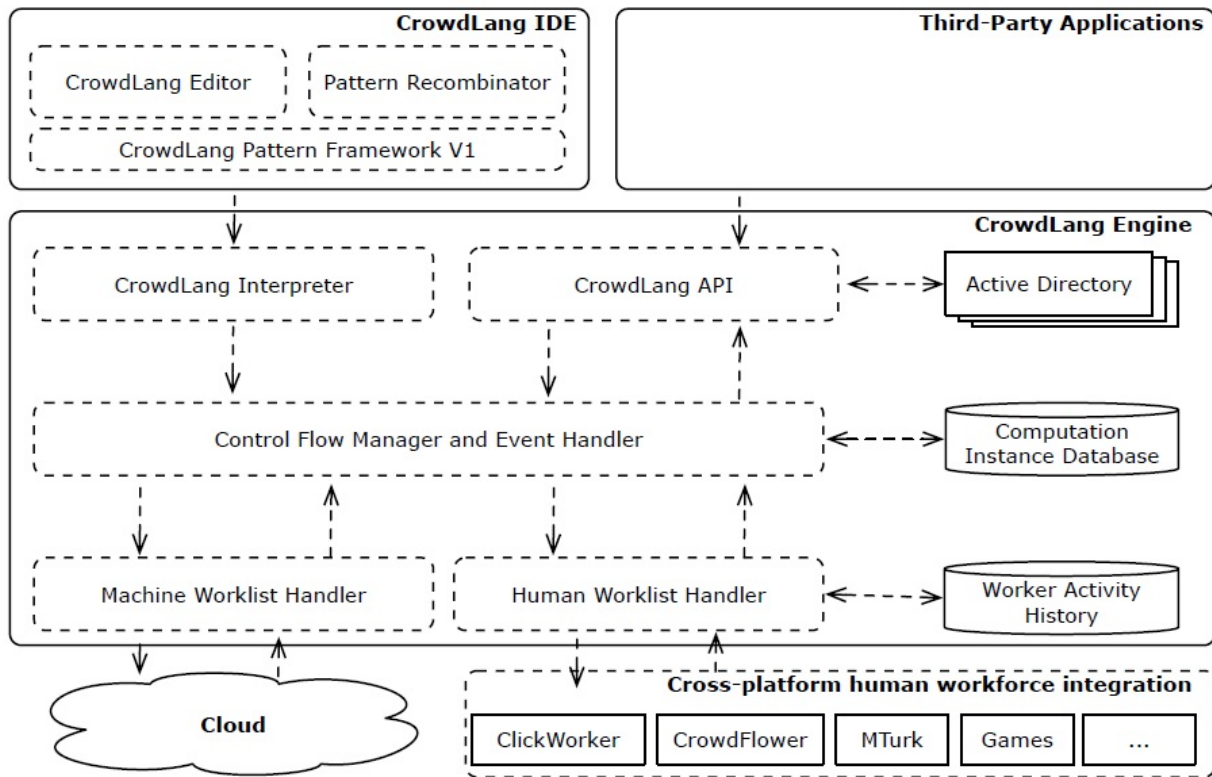 CrowdLang IDE
CrowdLang Editor
Pattern Recombinator
CrowdLang Pattern Framework V1
Third-Party Applications
CrowdLang Engine
CrowdLang Interpreter
CrowdLang API
Active Directory
Control Flow Manager and Event Handler
Computation
Instance Database
Machine Worklist Handler
Human Worklist Handler
Worker Activity
History
Cloud
Cross-platform human workforce integration
ClickWorker
CrowdFlower
MTurk
Games
...